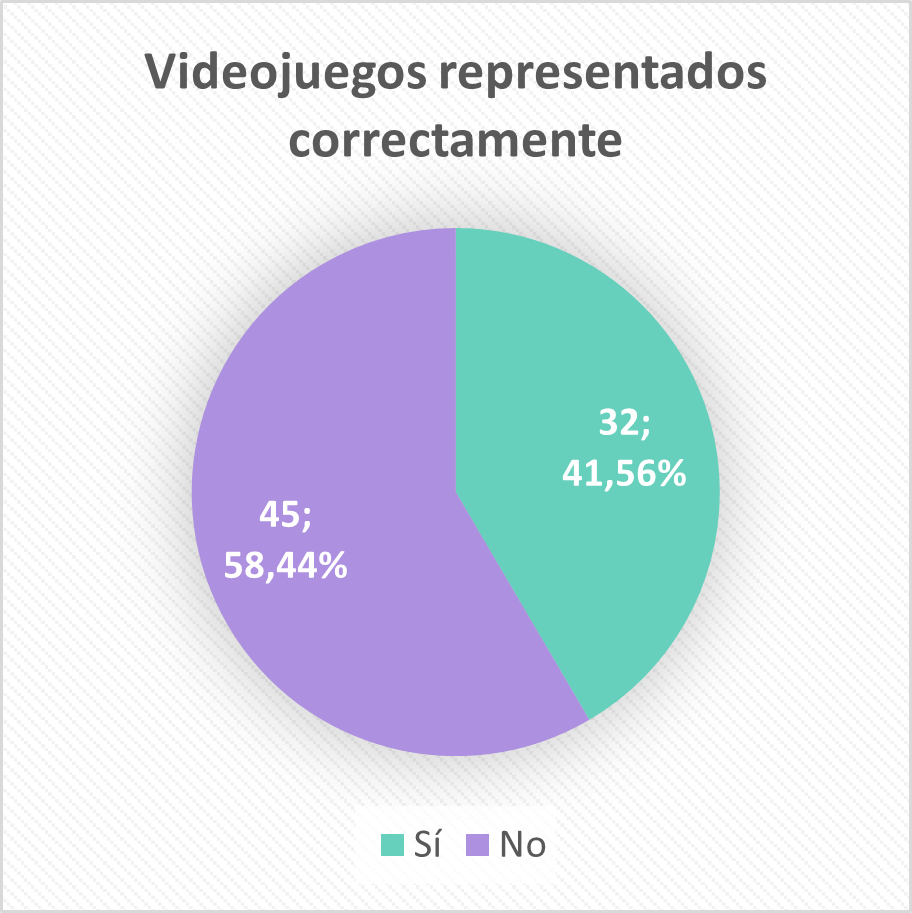 Videojuegos representados
correctamente
32;
41,56%
45;
58,44%
Sí No